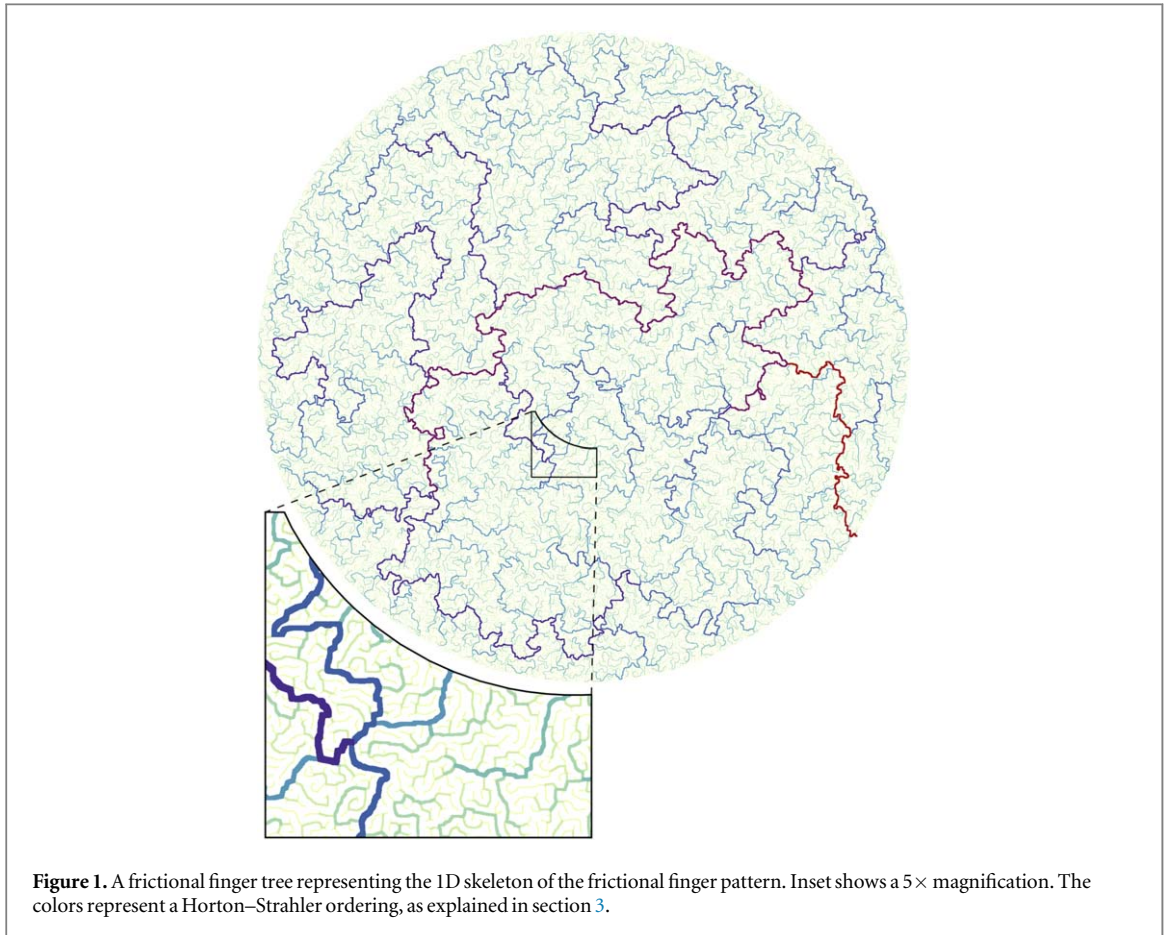 Figure 1. A frictional finger tree representing the 1D skeleton of the frictional finger pattern. Inset shows a 5× magnification. The
colors represent a Horton–Strahler ordering, as explained in section 3.